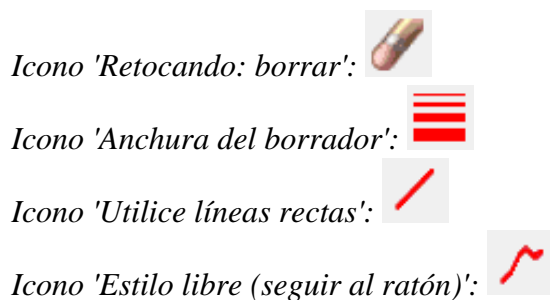 Icono 'Retocando: borrar':
Icono 'Anchura del borrador':
Icono 'Utilice líneas rectas':
Icono 'Estilo libre (seguir al ratón)':